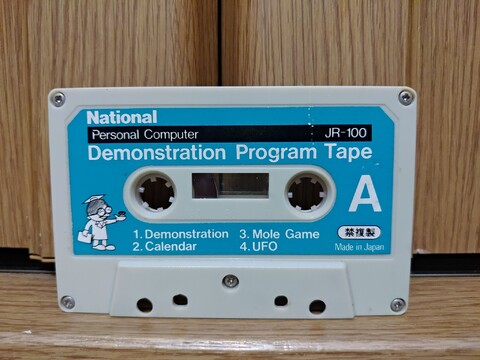 National
Personal Computer JR-100
Demonstration Program Tape
A
1. Demonstration 3. Mole Game
2. Calendar 4. UFO
禁複製
Made in Japan